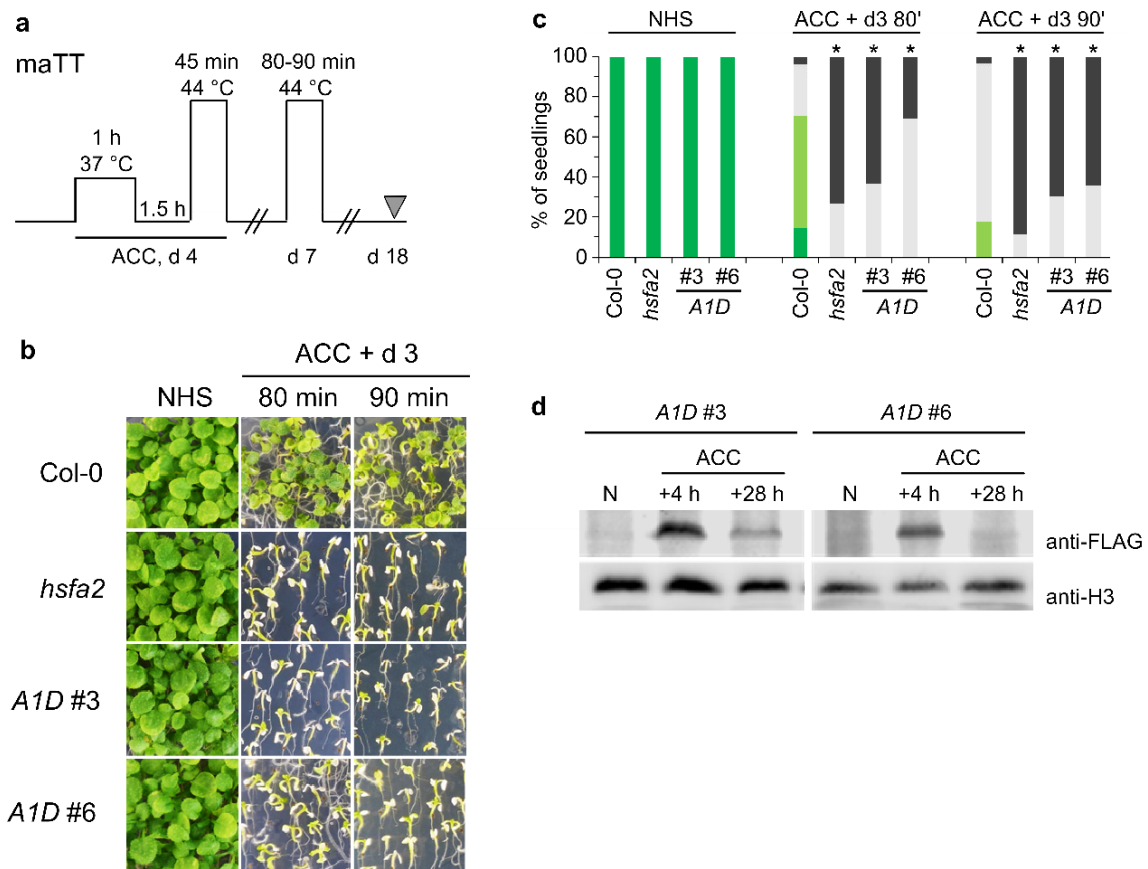 a
maTT
1 h
37 °C
1.5 h
45 min
44 °C
80-90 min
44 °C
ACC, d 4
d 7
d 18
b
ACC + d 3
NHS
80 min
90 min
Col-0
hsfa2
A1D #3
A1D #6
c
NHS
ACC + d3 80'
ACC + d3 90'
* * *
* * *
% of seedlings
100
80
60
40
20
0
Col-0
hsfa2
#3 #6
A1D
Col-0
hsfa2
#3 #6
A1D
Col-0
hsfa2
#3 #6
A1D
d
A1D #3
A1D #6
ACC
ACC
N +4 h +28 h
N +4 h +28 h
anti-FLAG
anti-H3